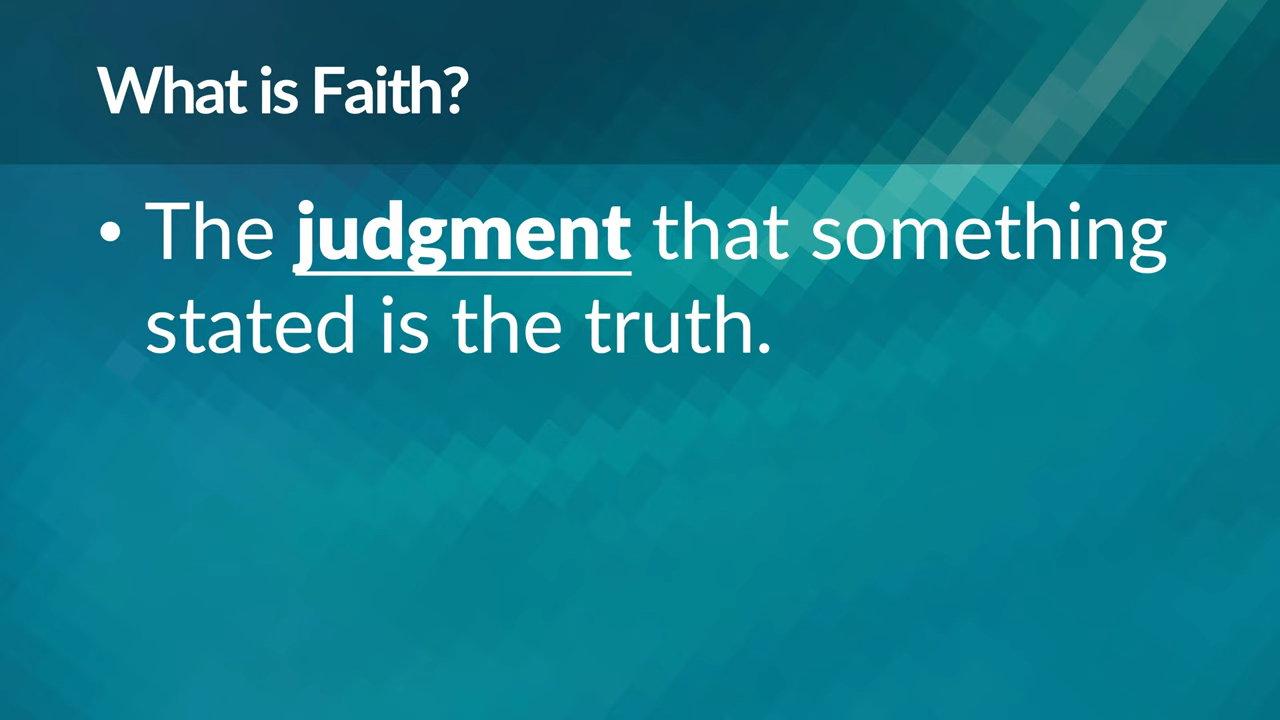 What is Faith?
• The judgment that something
stated is the truth.